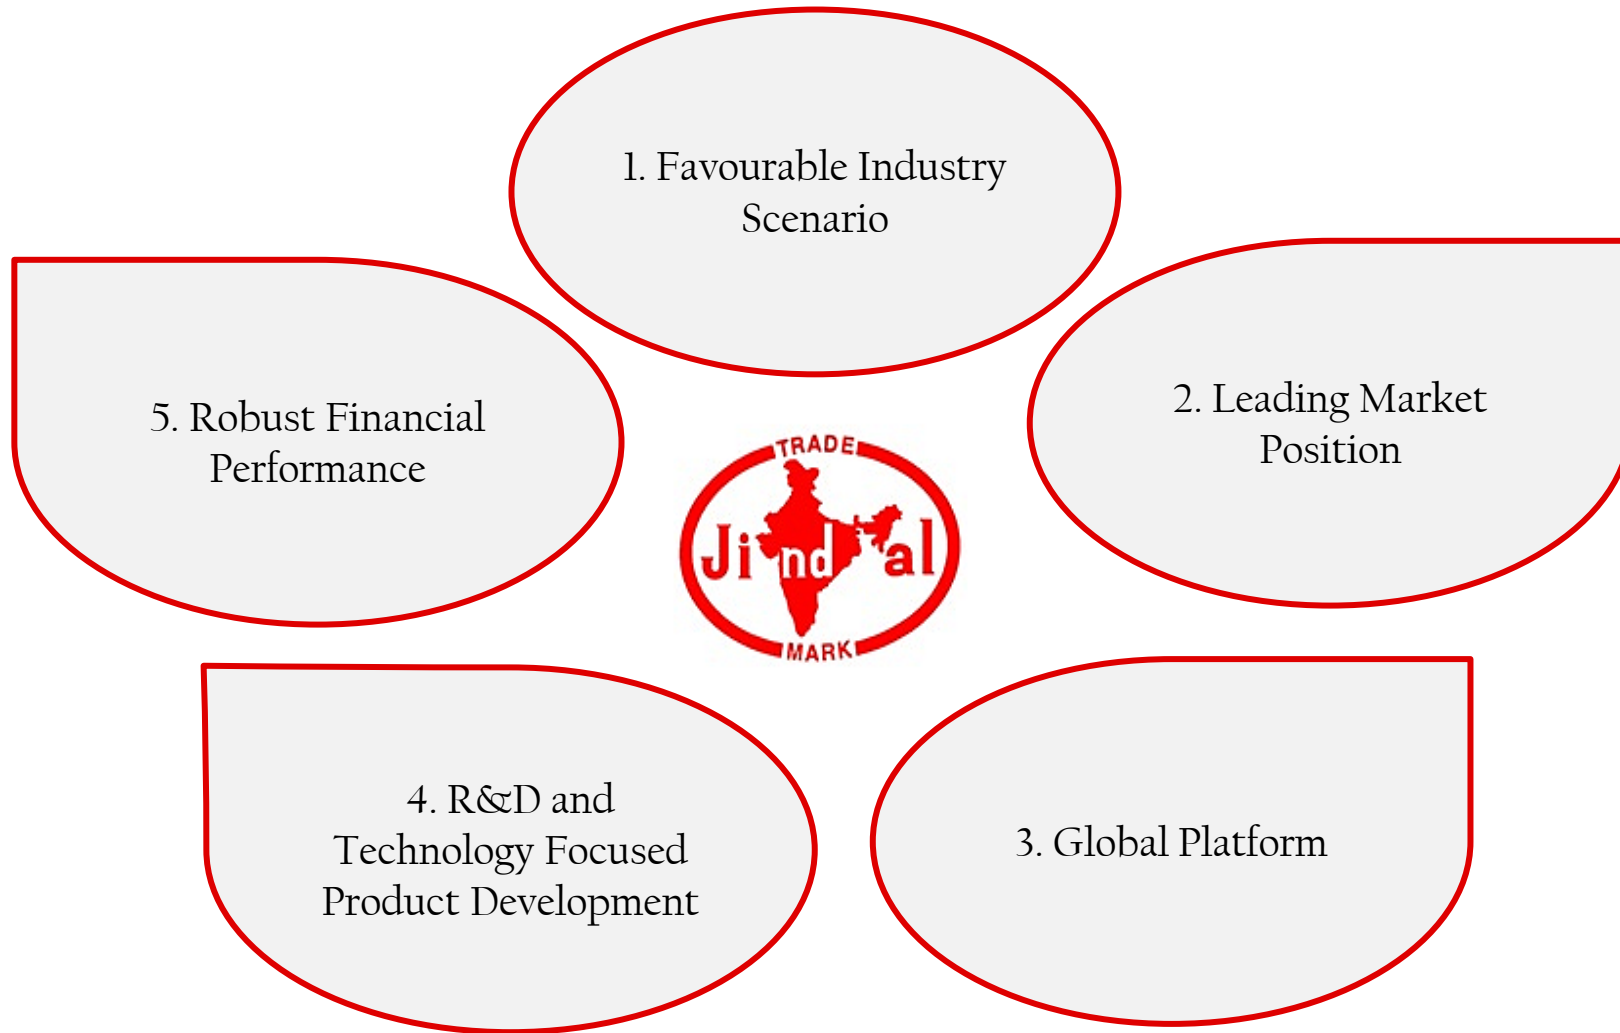 1. Favourable Industry
Scenario
2. Leading Market
Position
3. Global Platform
4. R&D and
Technology Focused
Product Development
5. Robust Financial
Performance
TRADE
Jindal
MARK